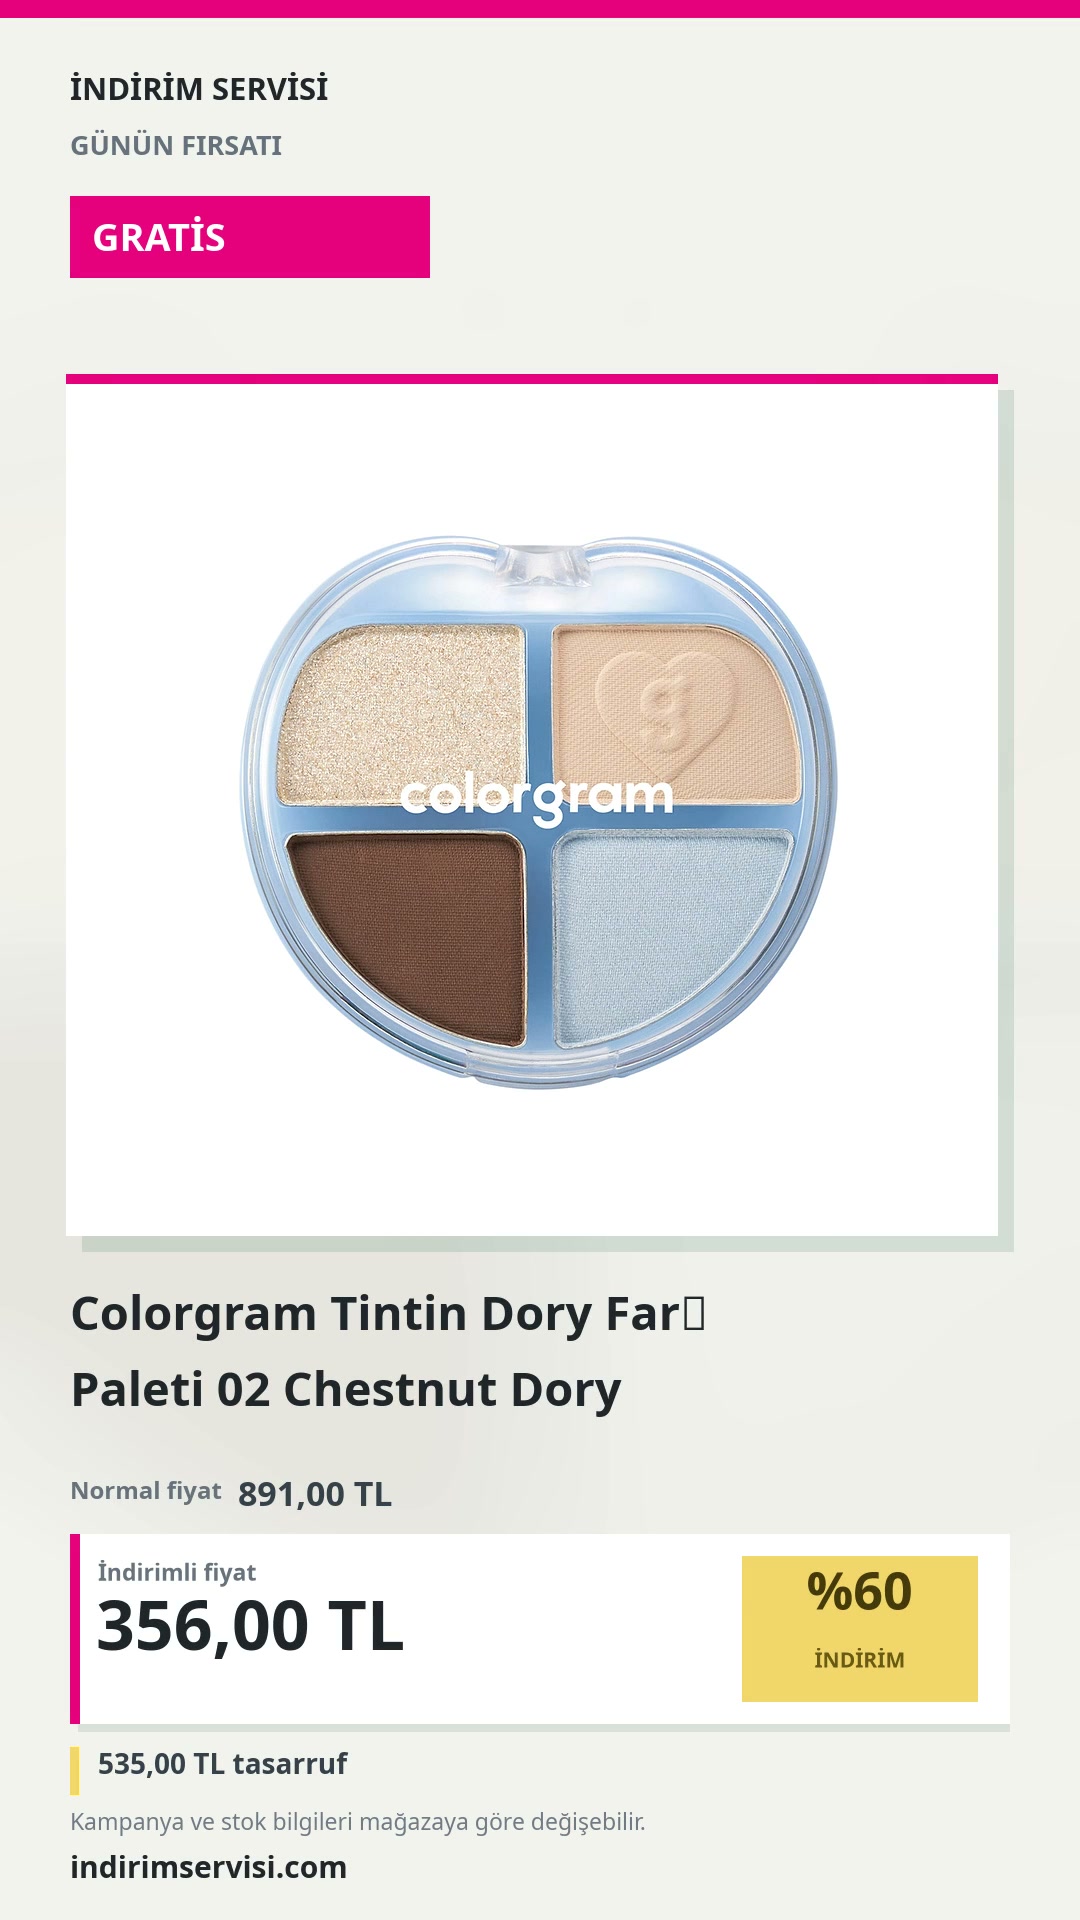 İNDİRİM SERVİSİ
GÜNÜN FIRSATI
GRATİS
g
colorgram
Colorgram Tintin Dory Far
Paleti 02 Chestnut Dory
Normal fiyat 891,00 TL
İndirimli fiyat
356,00 TL
%60
İNDİRİM
535,00 TL tasarruf
Kampanya ve stok bilgileri mağazaya göre değişebilir.
indirimservisi.com